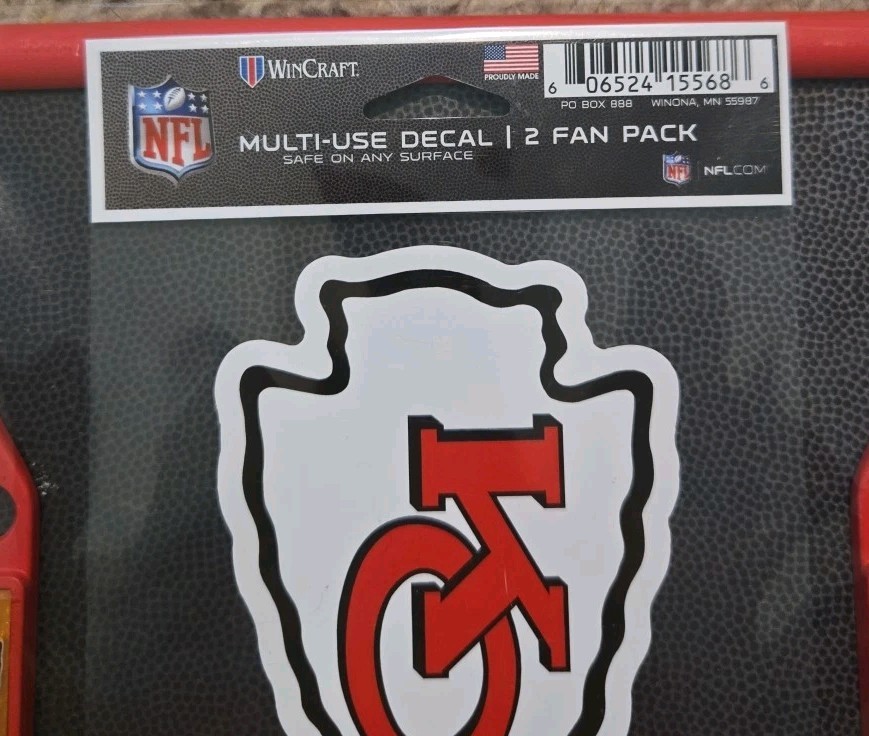 WINCRAFT.
PROUDLY MADE
6 06524 15568 6
PO BOX 888 WINONA, MN 55987
NFL
MULTI-USE DECAL | 2 FAN PACK
SAFE ON ANY SURFACE
NFL
NFL.COM
KC